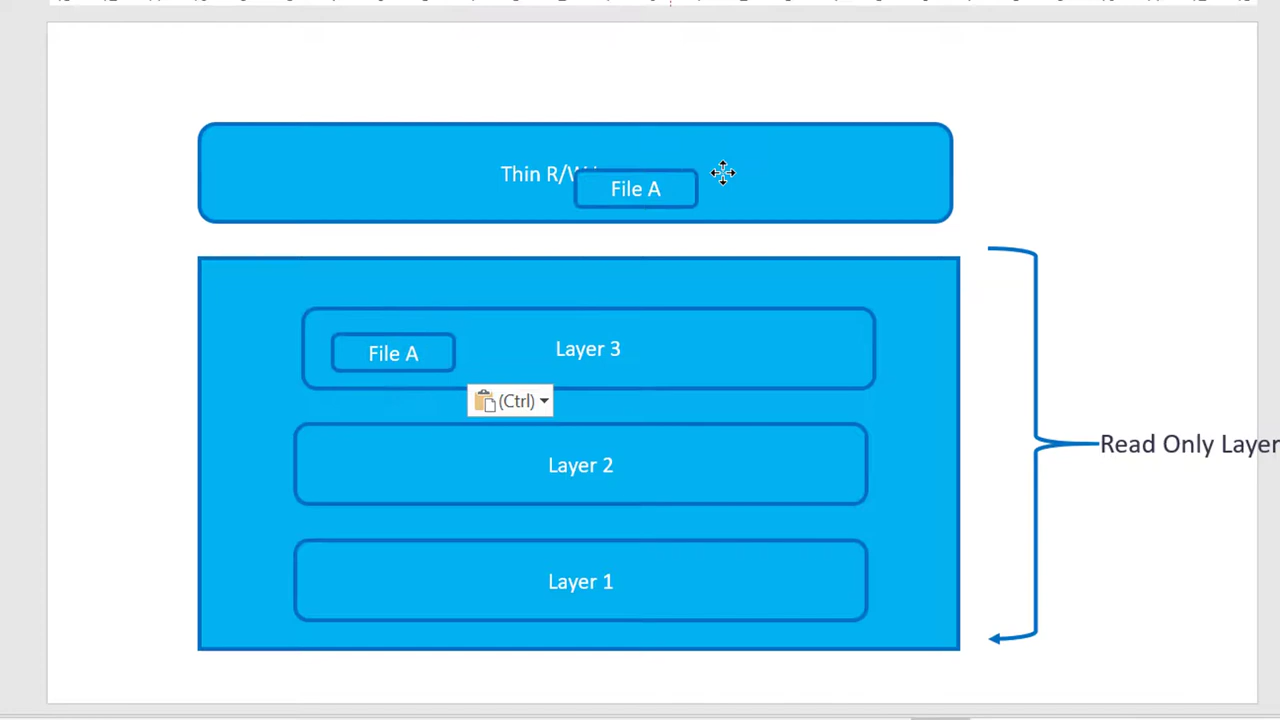 Thin R/W
File A
File A
Layer 3
(Ctrl)
Layer 2
Read Only Layer
Layer 1